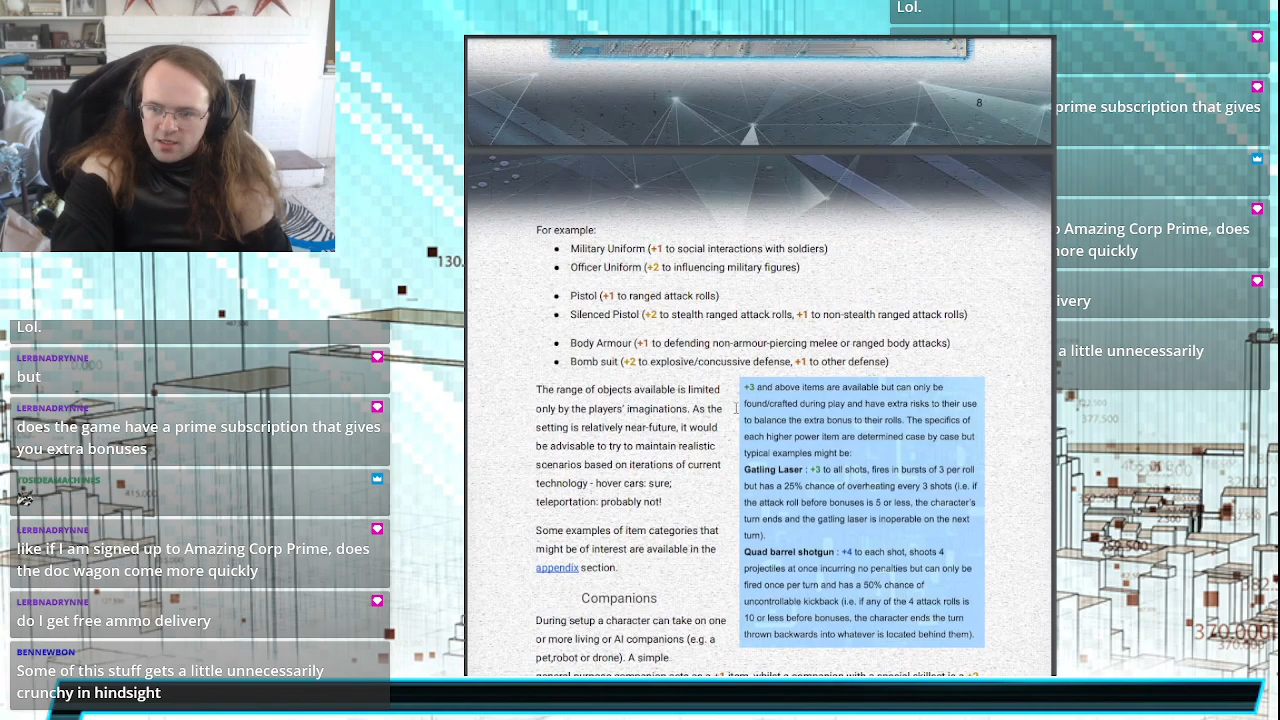 Lol.
LERBNADRYNNE
but
LERBNADRYNNE
does the game have a prime subscription that gives
you extra bonuses
LERBNADRYNNE
like if I am signed up to Amazing Corp Prime, does
the doc wagon come more quickly
LERBNADRYNNE
do I get free ammo delivery
BENNEWBON
Some of this stuff gets a little unnecessarily
crunchy in hindsight
8
For example:
● Military Uniform (+1 to social interactions with soldiers)
● Officer Uniform (+2 to influencing military figures)
● Pistol (+1 to ranged attack rolls)
● Silenced Pistol (+2 to stealth ranged attack rolls, +1 to non-stealth ranged attack rolls)
● Body Armour (+1 to defending non-armour-piercing melee or ranged body attacks)
● Bomb suit (+2 to explosive/concussive defense, +1 to other defense)
The range of objects available is limited
only by the players' imaginations. As the
setting is relatively near-future, it would
be advisable to try to maintain realistic
scenarios based on iterations of current
technology - hover cars: sure;
teleportation: probably not!
Some examples of item categories that
might be of interest are available in the
appendix section.
Companions
During setup a character can take on one
or more living or AI companions (e.g. a
pet,robot or drone). A simple
+3 and above items are available but can only be
found/crafted during play and have extra risks to their use
to balance the extra bonus to their rolls. The specifics of
each higher power item are determined case by case but
typical examples might be:
Gatling Laser : +3 to all shots, fires in bursts of 3 per roll
but has a 25% chance of overheating every 3 shots (i.e. if
the attack roll before bonuses is 5 or less, the character's
turn ends and the gatling laser is inoperable on the next
turn).
Quad barrel shotgun : +4 to each shot, shoots 4
projectiles at once incurring no penalties but can only be
fired once per turn and has a 50% chance of
uncontrollable kickback (i.e. if any of the 4 attack rolls is
10 or less before bonuses, the character ends the turn
thrown backwards into whatever is located behind them).
Lol.
prime subscription that gives
Amazing Corp Prime, does
more quickly
a little unnecessarily
130.
415.000
377.500
250.500
370.000